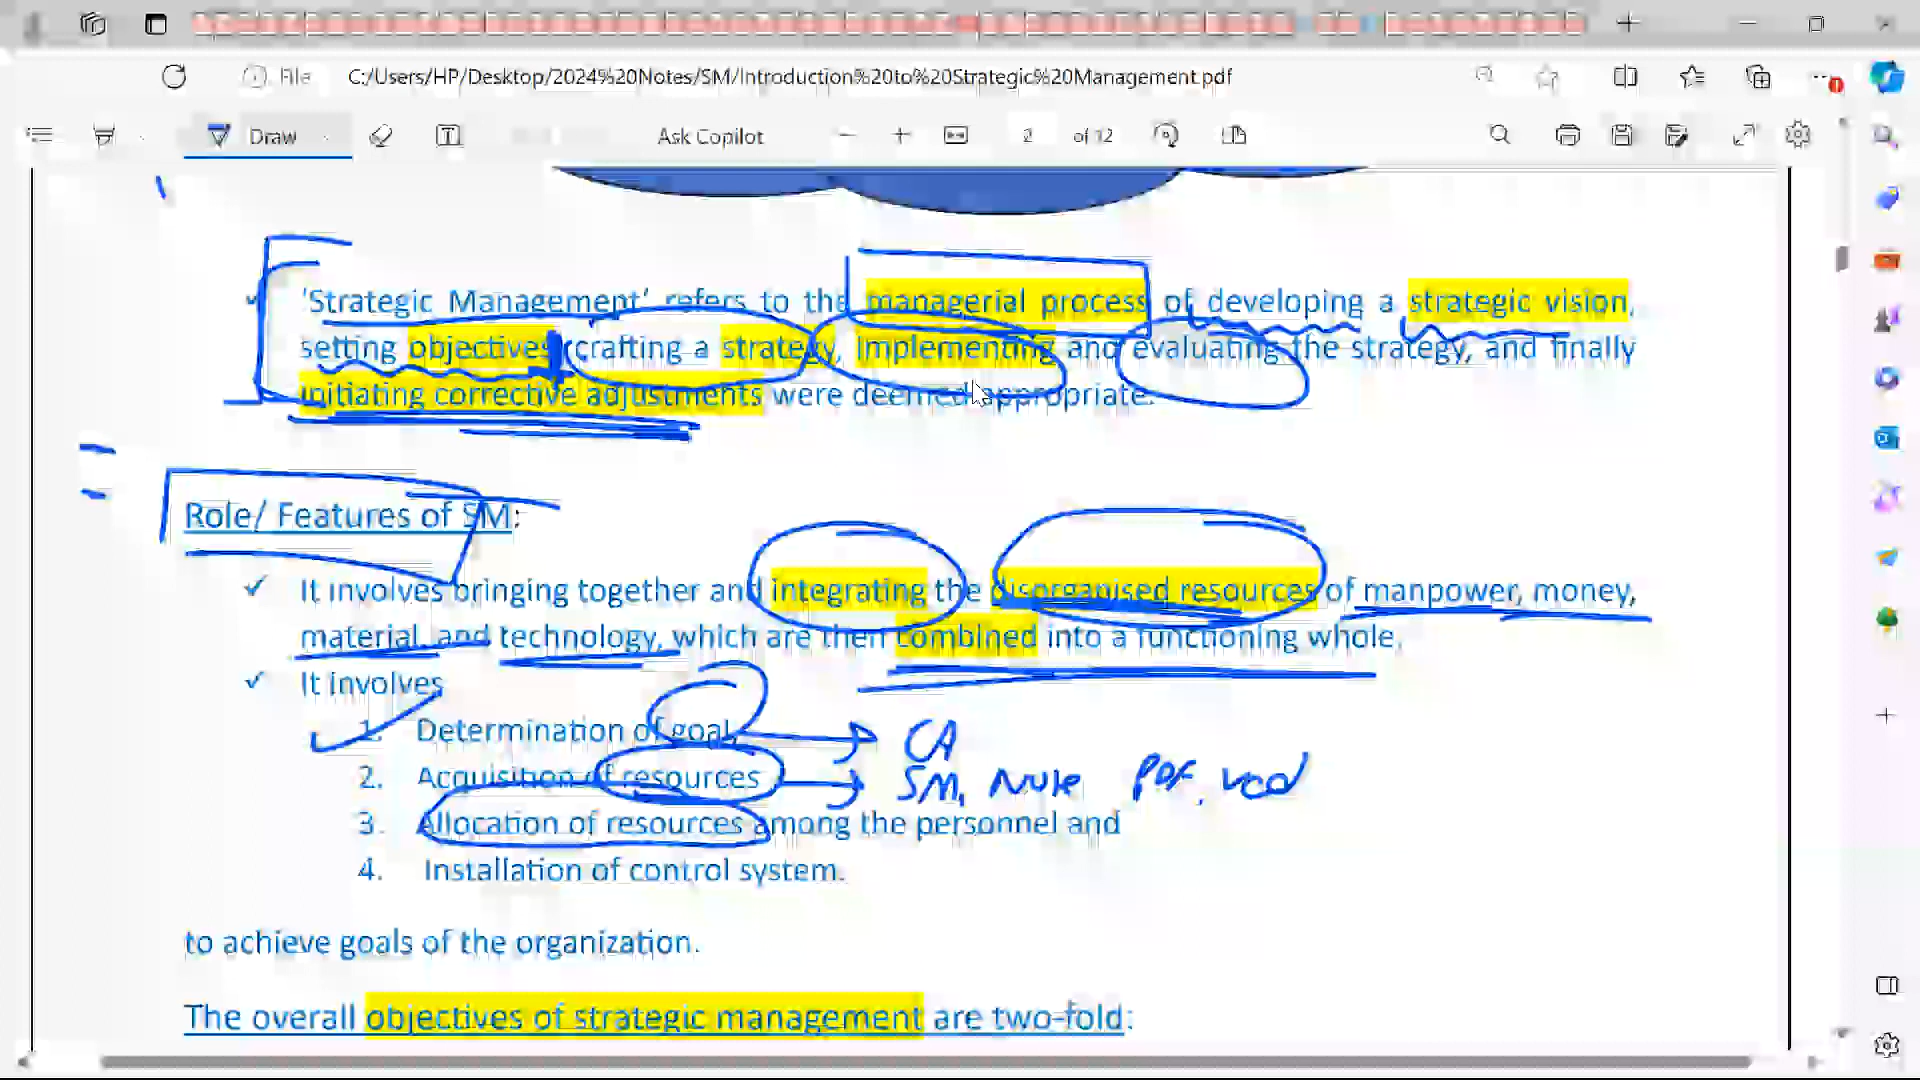 File C:/Users/HP/Desktop/2024%20Notes/SM/Introduction%20to%20Strategic%20Management.pdf
Draw Ask Copilot 2 of 12
'Strategic Management' refers to the managerial process of developing a strategic vision,
setting objectives crafting a strategy, implementing and evaluating the strategy, and finally
initiating corrective adjustments were deemed appropriate.
Role/ Features of SM:
✓ It involves bringing together and integrating the disorganised resources of manpower, money,
material, and technology, which are then combined into a functioning whole.
✓ It involves
1. Determination of goal, CA
2. Acquisition of resources SM, Note PDF,
3. Allocation of resources among the personnel and
4. Installation of control system.
to achieve goals of the organization.
The overall objectives of strategic management are two-fold: